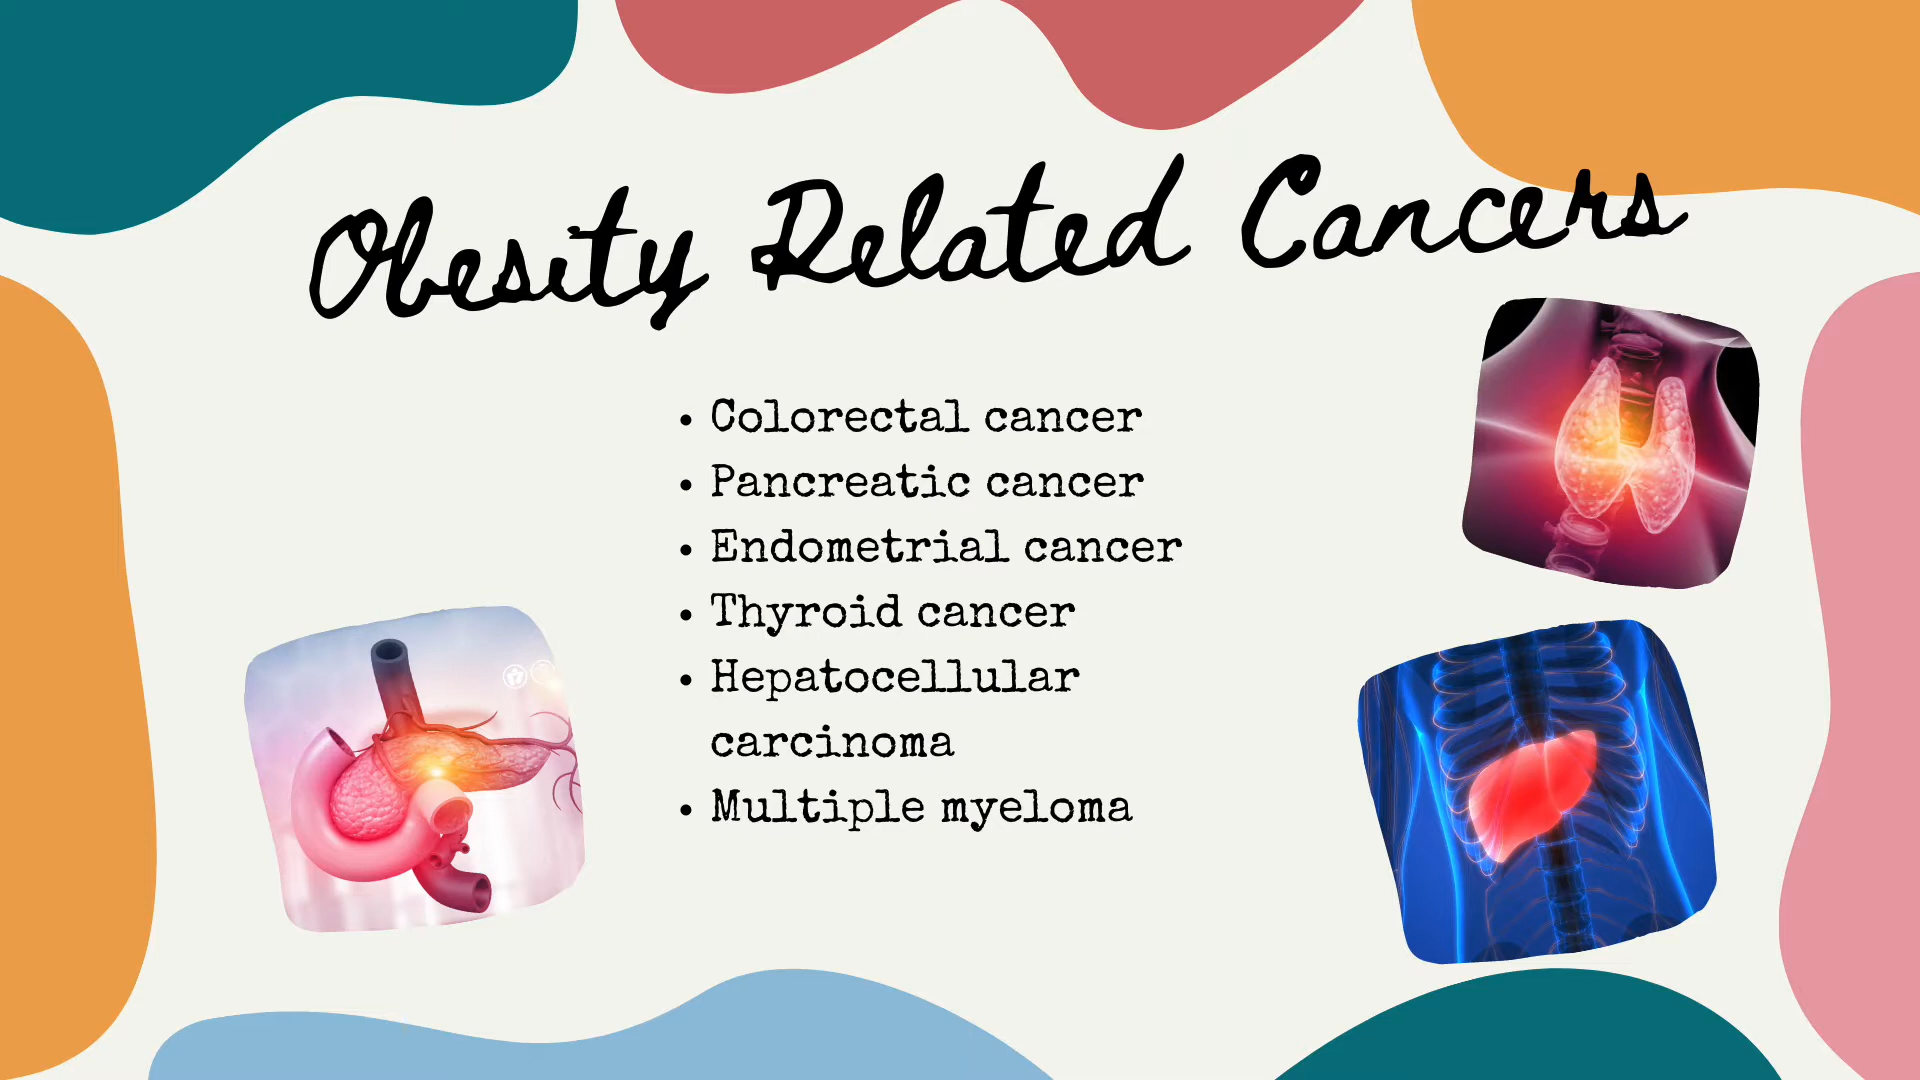 Obesity Related Cancers
• Colorectal cancer
• Pancreatic cancer
• Endometrial cancer
• Thyroid cancer
• Hepatocellular
carcinoma
• Multiple myeloma